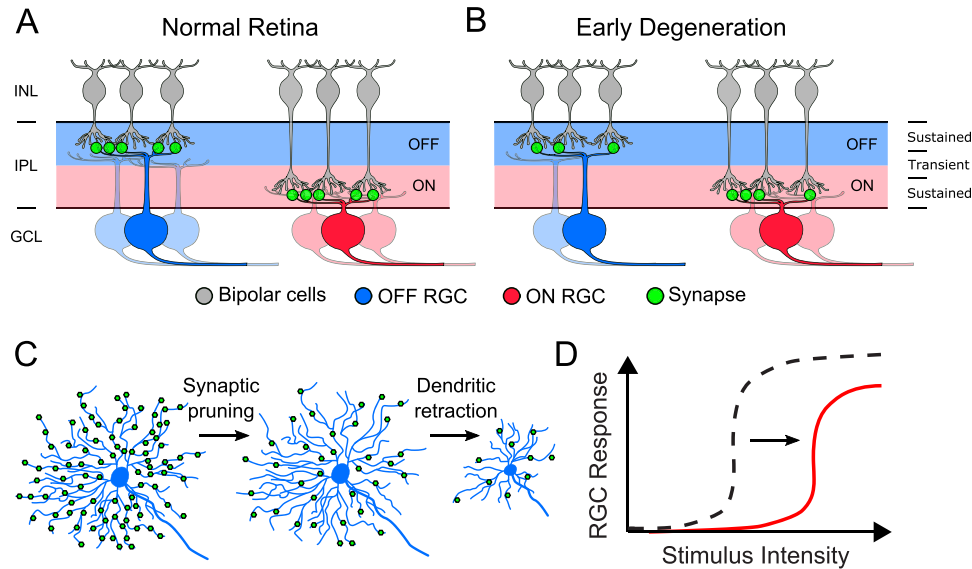 A
Normal Retina
B
Early Degeneration
INL
IPL
GCL
OFF
ON
OFF
ON
Sustained
Transient
Sustained
Bipolar cells
OFF RGC
ON RGC
Synapse
C
Synaptic
pruning
Dendritic
retraction
D
RGC Response
Stimulus Intensity